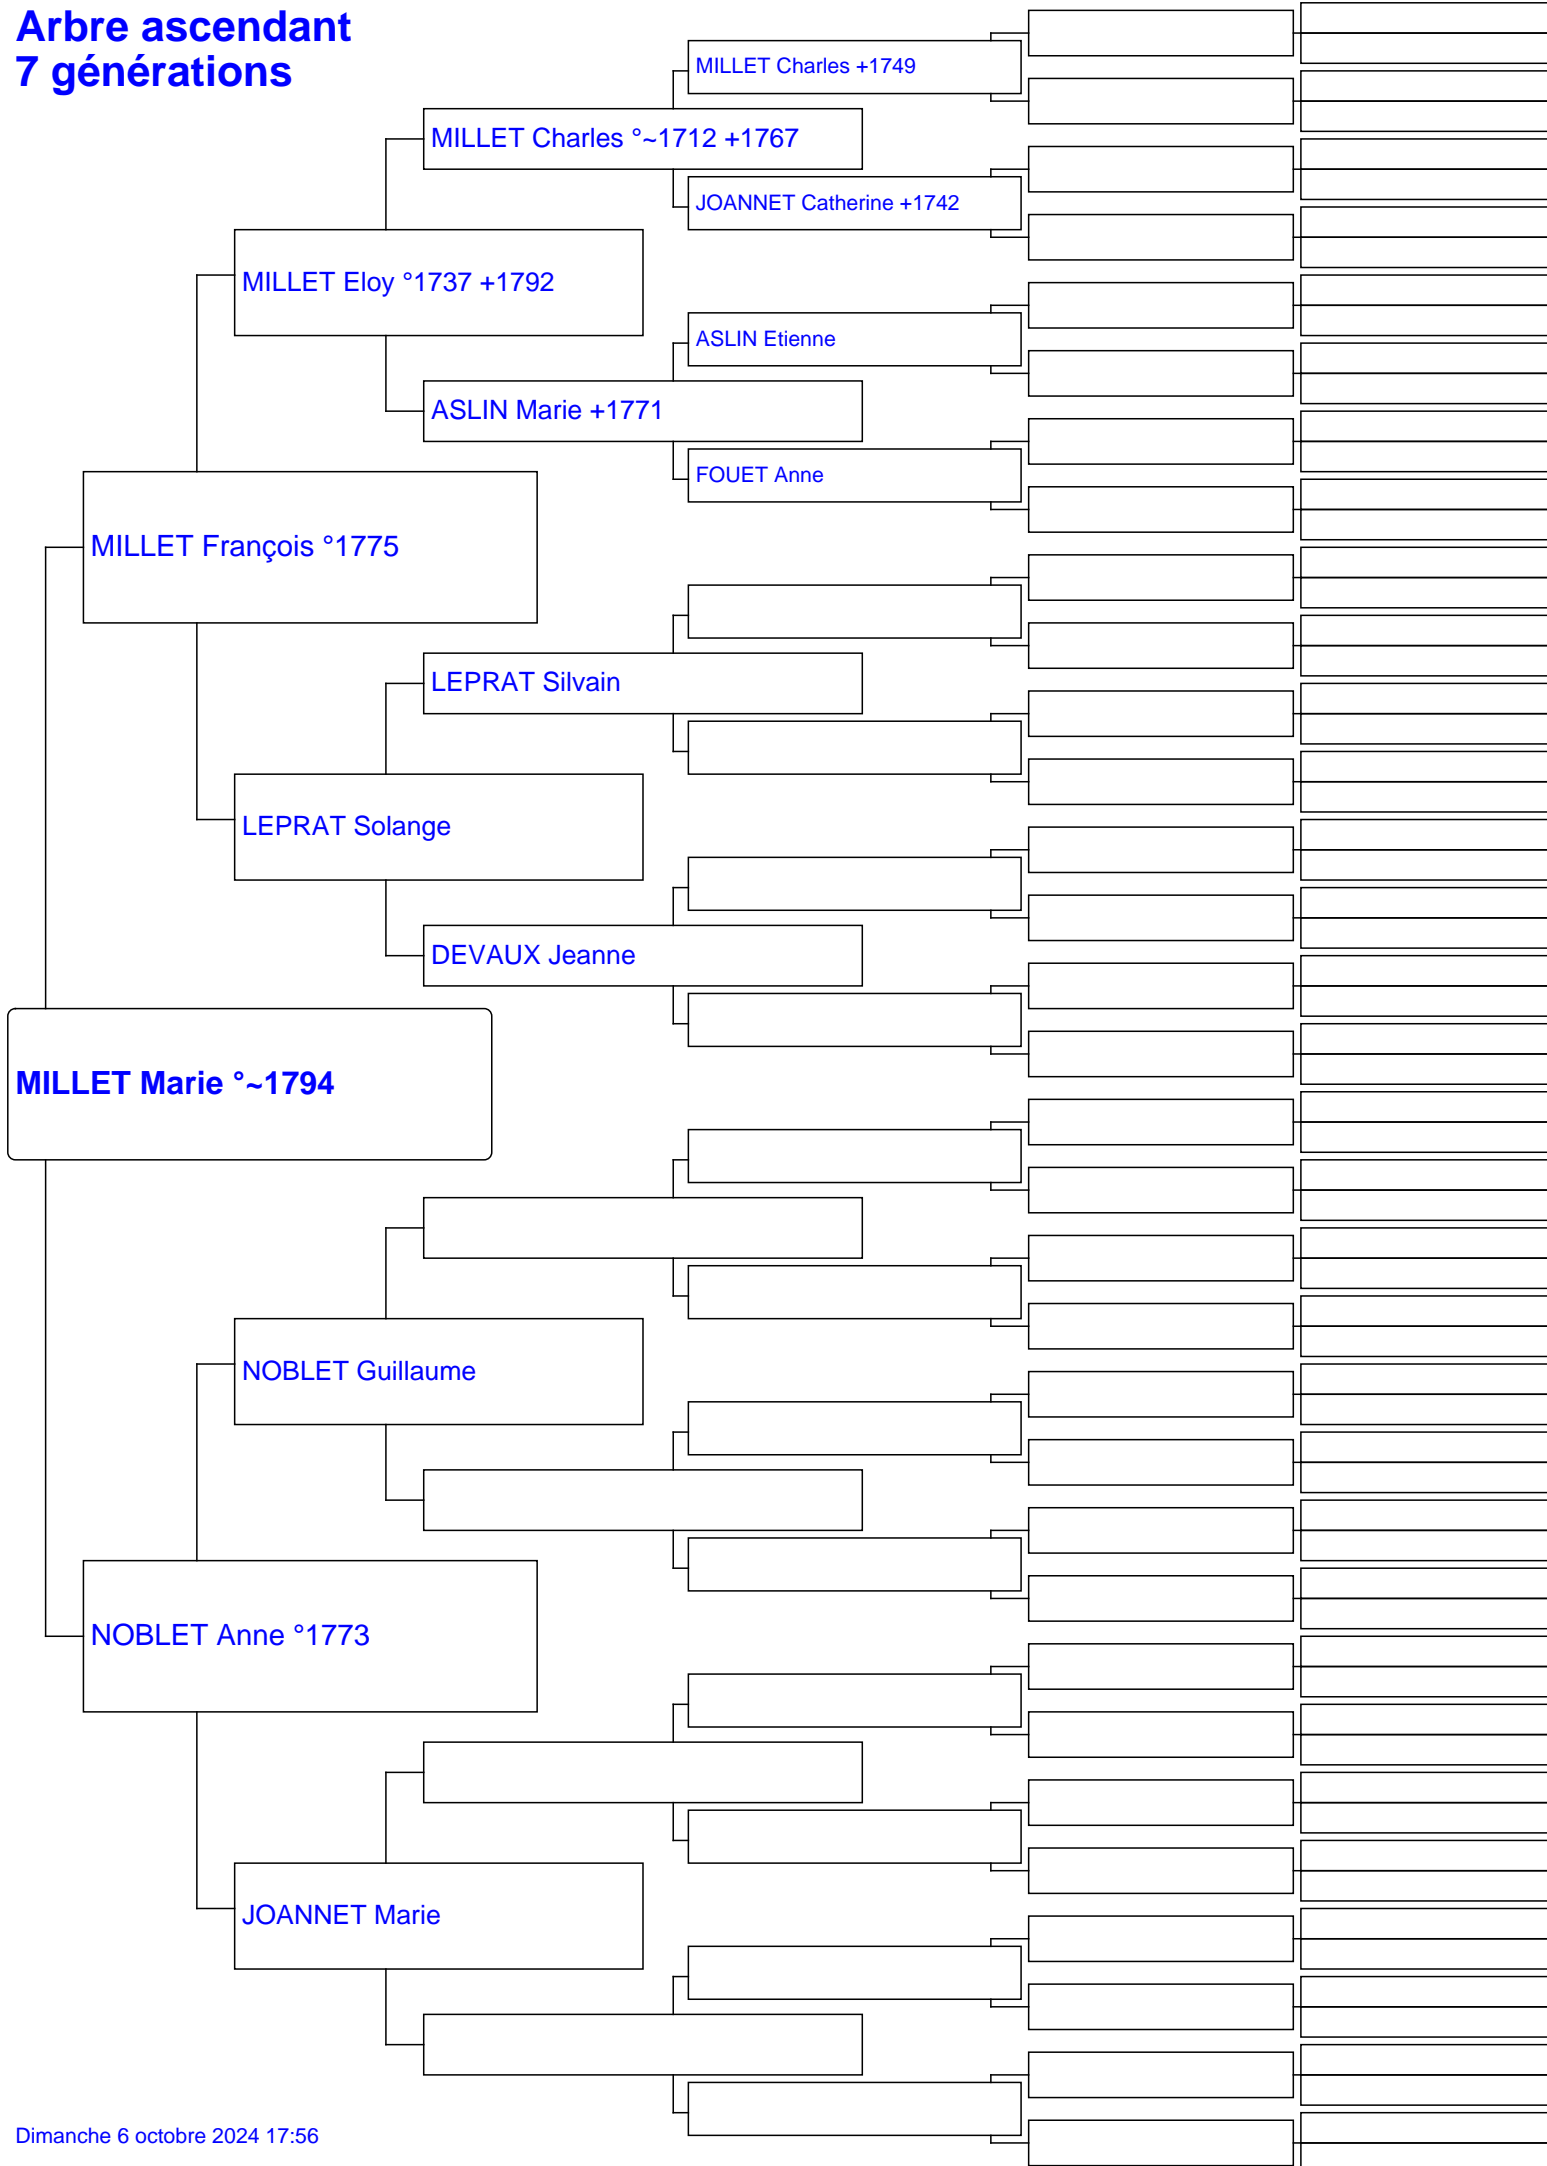 Arbre ascendant
7 générations
MILLET Charles +1749
MILLET Charles °~1712 +1767
JOANNET Catherine +1742
MILLET Eloy °1737 +1792
ASLIN Etienne
ASLIN Marie +1771
FOUET Anne
MILLET François °1775
LEPRAT Silvain
LEPRAT Solange
DEVAUX Jeanne
MILLET Marie °~1794
NOBLET Guillaume
NOBLET Anne °1773
JOANNET Marie
Dimanche 6 octobre 2024 17:56